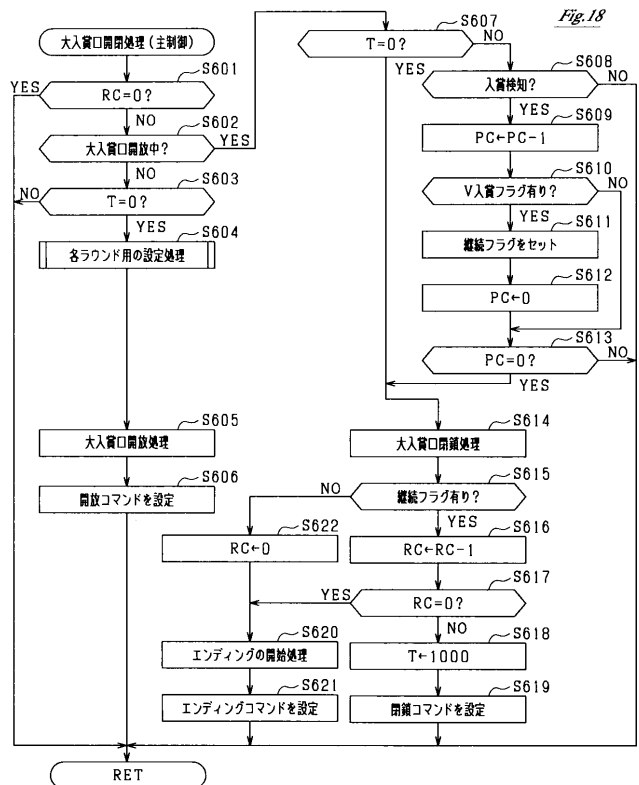 Fig.18
大入賞口開閉処理(主制御)
S601
RC=0?
YES
NO
S602
大入賞口開放中?
YES
NO
S603
T=0?
NO
YES
S604
各ラウンド用の設定処理
S605
大入賞口開放処理
S606
開放コマンドを設定
S607
T=0?
NO
YES
S608
入賞検知?
NO
YES
S609
PC←PC-1
S610
V入賞フラグ有り?
NO
YES
S611
継続フラグをセット
S612
PC←0
S613
PC=0?
NO
YES
S614
大入賞口閉鎖処理
S615
継続フラグ有り?
NO
YES
S622
RC←0
S616
RC←RC-1
S617
RC=0?
YES
NO
S620
エンディングの開始処理
S618
T←1000
S621
エンディングコマンドを設定
S619
閉鎖コマンドを設定
RET